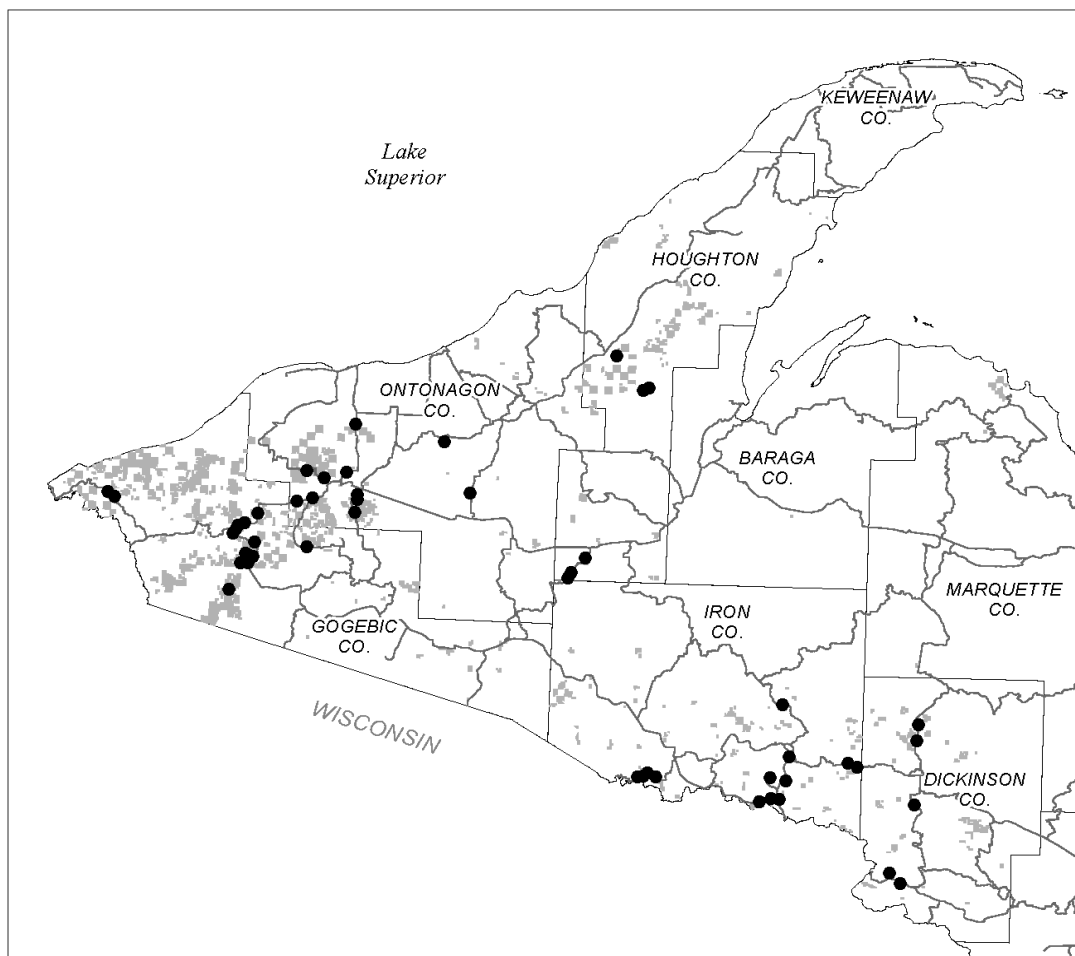 KEWEENAW
CO.
Lake
Superior
HOUGHTON
CO.
ONTONAGON
CO.
BARAGA
CO.
MARQUETTE
CO.
IRON
CO.
GOGEBIC
CO.
WISCONSIN
DICKINSON
CO.